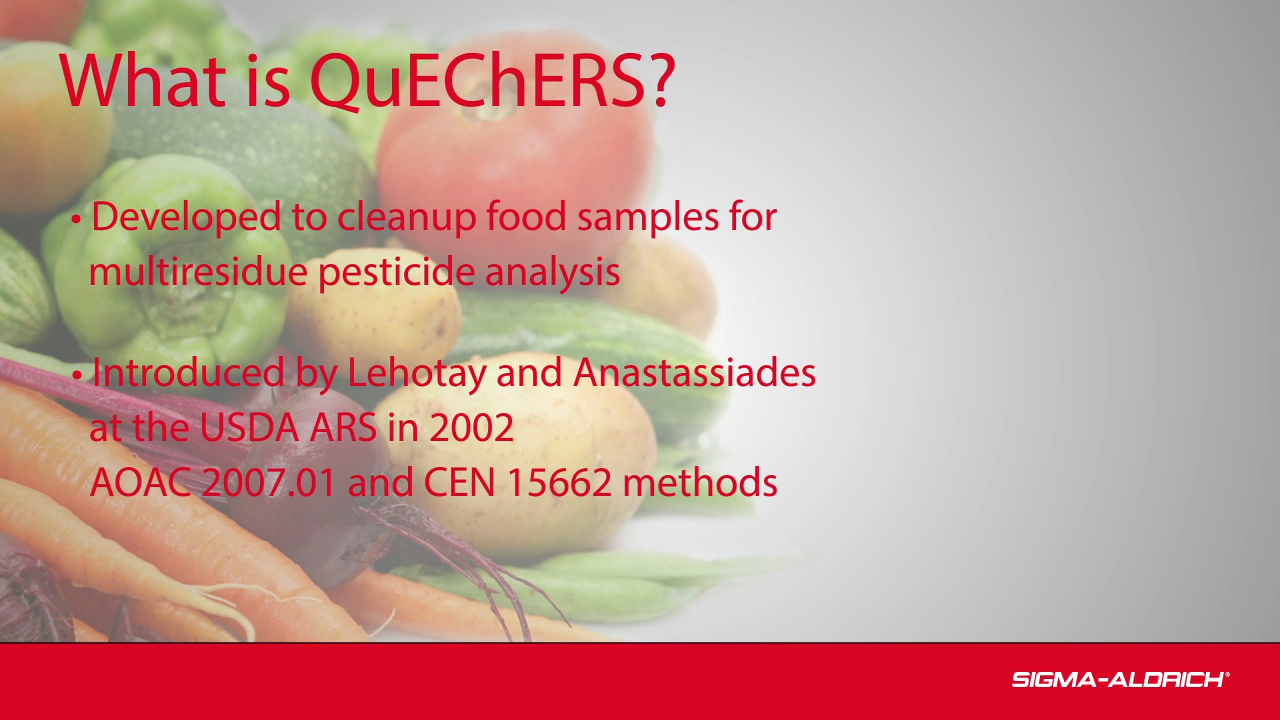 What is QuEChERS?
• Developed to cleanup food samples for
multiresidue pesticide analysis
• Introduced by Lehotay and Anastassiades
at the USDA ARS in 2002
AOAC 2007.01 and CEN 15662 methods
SIGMA-ALDRICH®